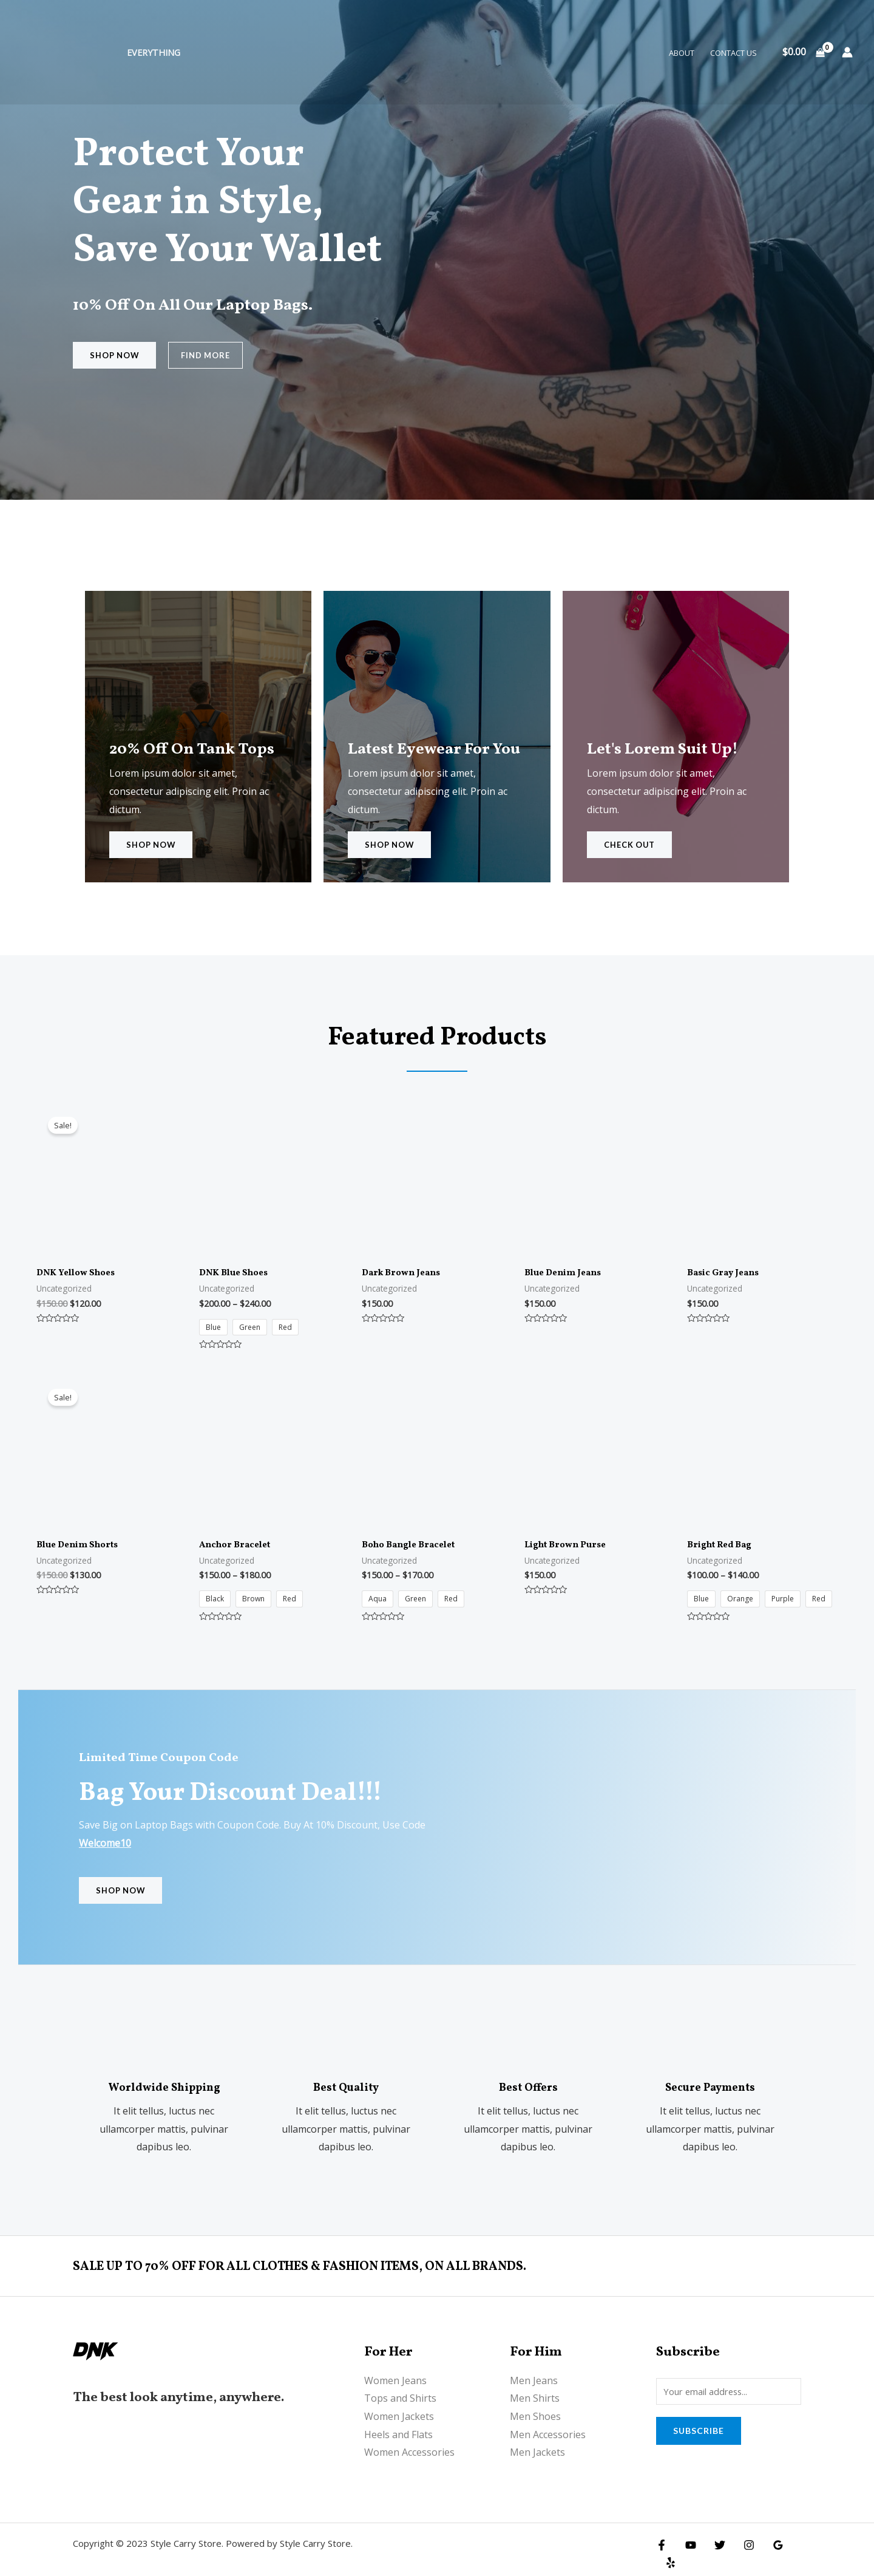 EVERYTHING
ABOUT CONTACT US $0.00 0
Protect Your
Gear in Style,
Save Your Wallet
10% Off On All Our Laptop Bags.
SHOP NOW FIND MORE
20% Off On Tank Tops
Lorem ipsum dolor sit amet,
consectetur adipiscing elit. Proin ac
dictum.
SHOP NOW
Latest Eyewear For You
Lorem ipsum dolor sit amet,
consectetur adipiscing elit. Proin ac
dictum.
SHOP NOW
Let's Lorem Suit Up!
Lorem ipsum dolor sit amet,
consectetur adipiscing elit. Proin ac
dictum.
CHECK OUT
Featured Products
Sale!
DNK Yellow Shoes
Uncategorized
$150.00 $120.00
DNK Blue Shoes
Uncategorized
$200.00 – $240.00
Blue Green Red
Dark Brown Jeans
Uncategorized
$150.00
Blue Denim Jeans
Uncategorized
$150.00
Basic Gray Jeans
Uncategorized
$150.00
Sale!
Blue Denim Shorts
Uncategorized
$150.00 $130.00
Anchor Bracelet
Uncategorized
$150.00 – $180.00
Black Brown Red
Boho Bangle Bracelet
Uncategorized
$150.00 – $170.00
Aqua Green Red
Light Brown Purse
Uncategorized
$150.00
Bright Red Bag
Uncategorized
$100.00 – $140.00
Blue Orange Purple Red
Limited Time Coupon Code
Bag Your Discount Deal!!!
Save Big on Laptop Bags with Coupon Code. Buy At 10% Discount, Use Code
Welcome10
SHOP NOW
Worldwide Shipping
It elit tellus, luctus nec
ullamcorper mattis, pulvinar
dapibus leo.
Best Quality
It elit tellus, luctus nec
ullamcorper mattis, pulvinar
dapibus leo.
Best Offers
It elit tellus, luctus nec
ullamcorper mattis, pulvinar
dapibus leo.
Secure Payments
It elit tellus, luctus nec
ullamcorper mattis, pulvinar
dapibus leo.
SALE UP TO 70% OFF FOR ALL CLOTHES & FASHION ITEMS, ON ALL BRANDS.
DNK
The best look anytime, anywhere.
For Her
Women Jeans
Tops and Shirts
Women Jackets
Heels and Flats
Women Accessories
For Him
Men Jeans
Men Shirts
Men Shoes
Men Accessories
Men Jackets
Subscribe
Your email address...
SUBSCRIBE
Copyright © 2023 Style Carry Store. Powered by Style Carry Store.